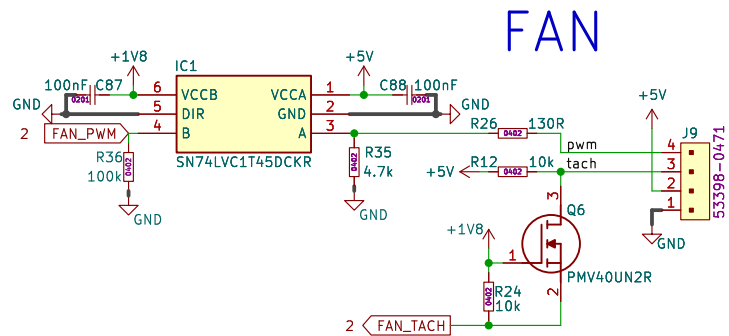 FAN
+1V8
IC1
+5V
100nF C87
C88 100nF
0201
0201
6 VCCB
VCCA 1
GND
5 DIR
GND 2
GND
2 FAN_PWM
4 B
A 3
SN74LVC1T45DCKR
R36
100k
0402
GND
R35
4.7k
0402
GND
R26 130R
0402
pwm
+5V
R12 10k
0402
tach
+5V
J9
4
3
2
1
53398-0471
GND
3
Q6
+1V8
1
PMV40UN2R
2
R24
10k
0402
2 FAN_TACH